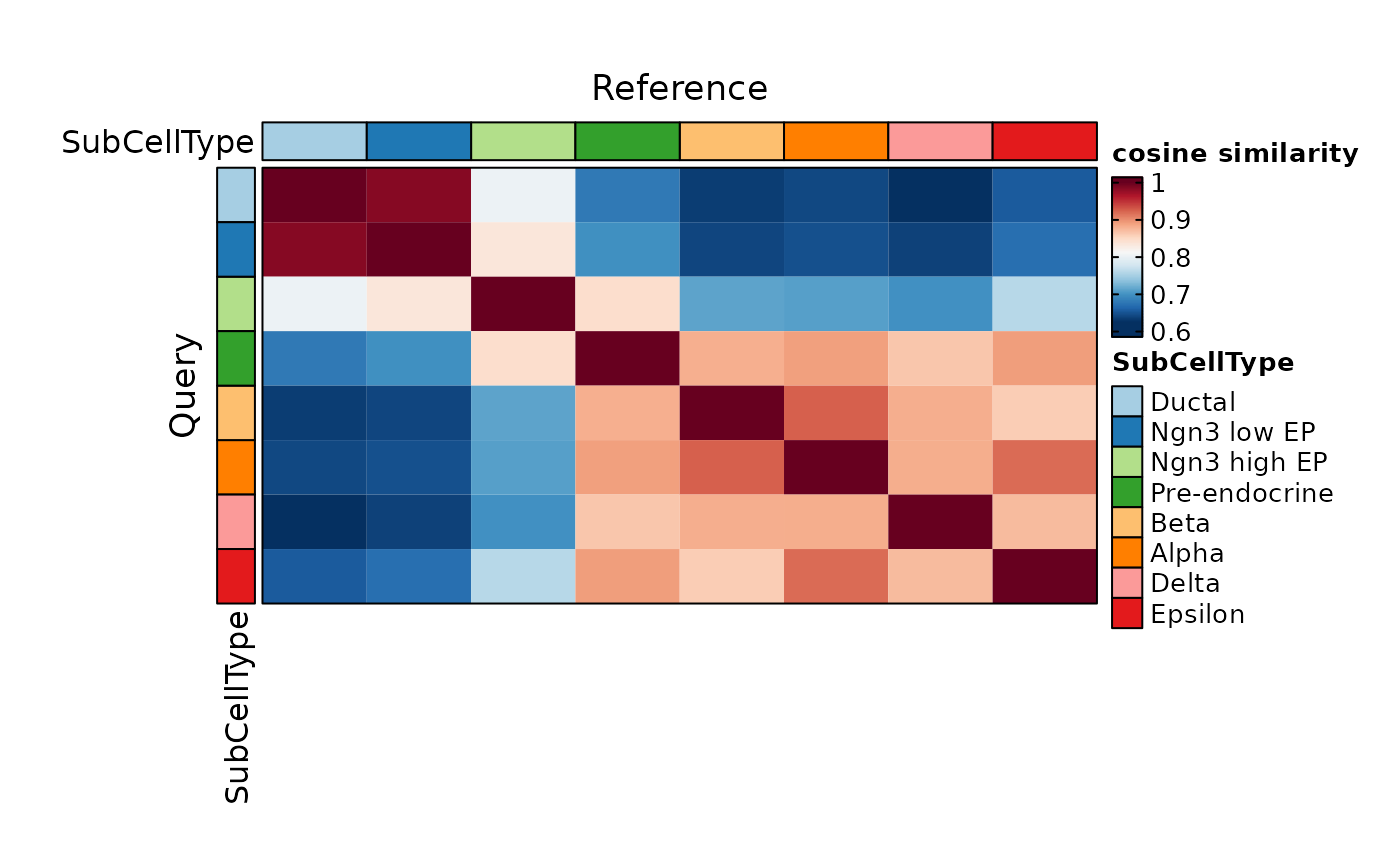 Reference
SubCellType
Query
SubCellType
cosine similarity
1
0.9
0.8
0.7
0.6
SubCellType
Ductal
Ngn3 low EP
Ngn3 high EP
Pre-endocrine
Beta
Alpha
Delta
Epsilon